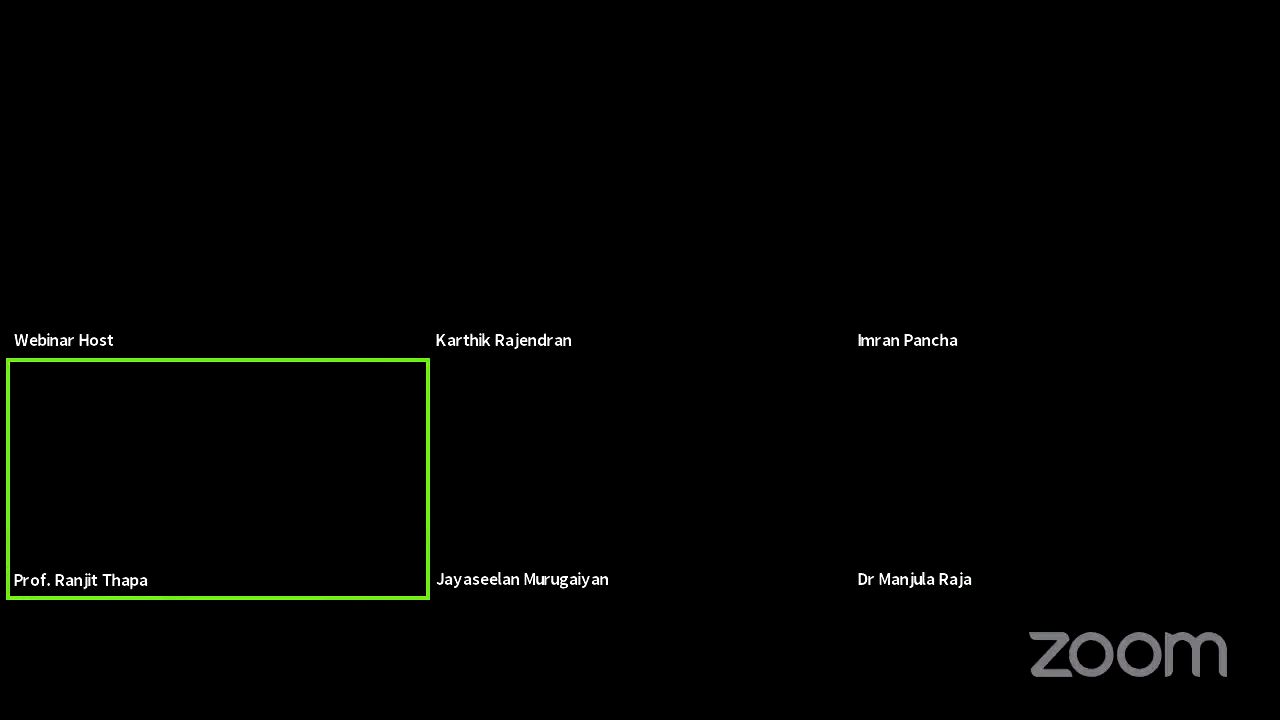 Webinar Host
Karthik Rajendran
Imran Pancha
Prof. Ranjit Thapa
Jayaseelan Murugaiyan
Dr Manjula Raja
zoom